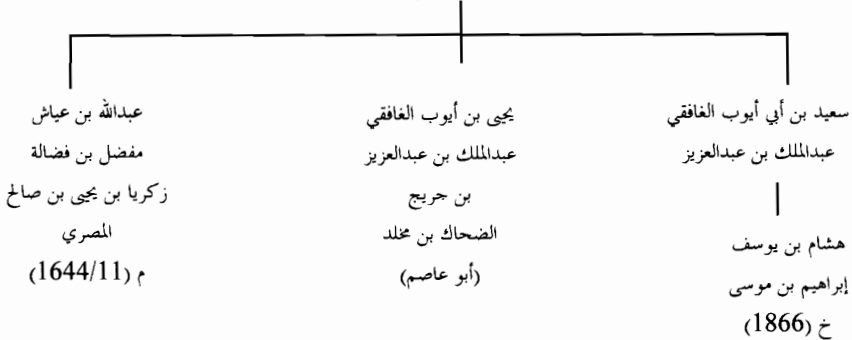 سعيد بن أبي أيوب الغافقي
عبدالملك بن عبدالعزيز
هشام بن يوسف
إبراهيم بن موسى
خ (1866)
يحيى بن أيوب الغافقي
عبدالملك بن عبدالعزيز
بن جريج
الضحاك بن مخلد
(أبو عاصم)
عبدالله بن عياش
مفضل بن فضالة
زكريا بن يحيى بن صالح
المصري
م (1644/11)